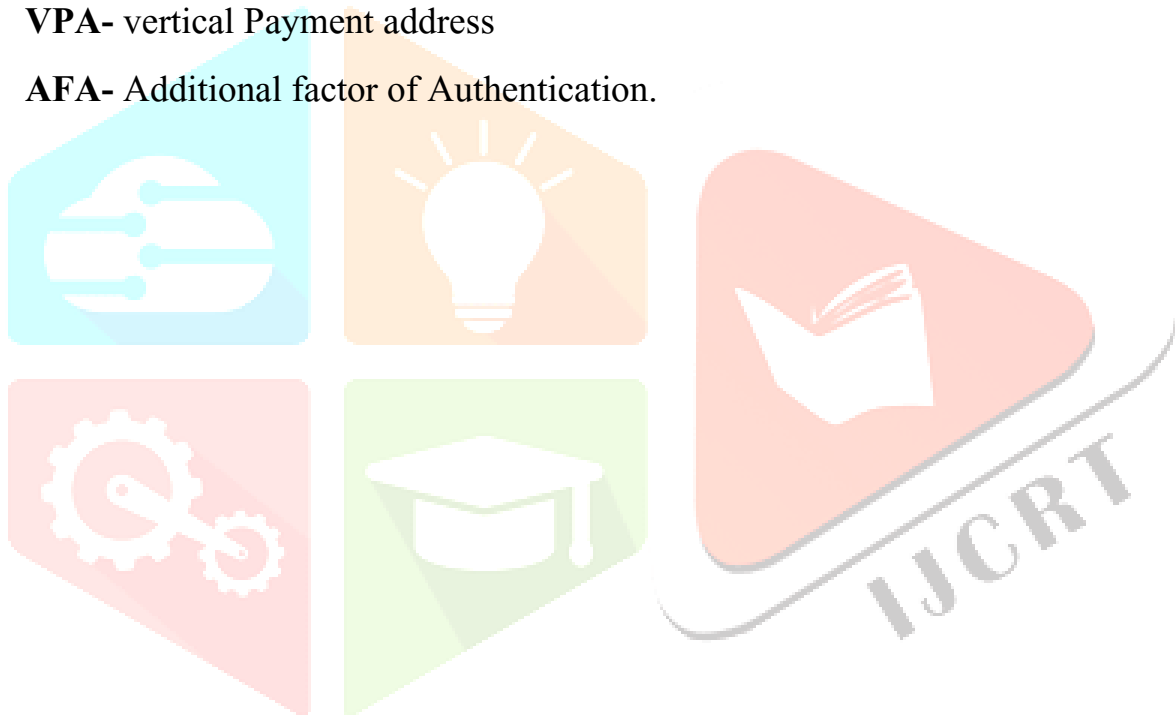 VPA- vertical Payment address
AFA- Additional factor of Authentication.
IJCRT